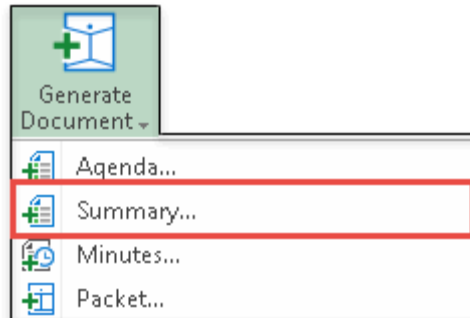 Generate
Document
Agenda...
Summary...
Minutes...
Packet...